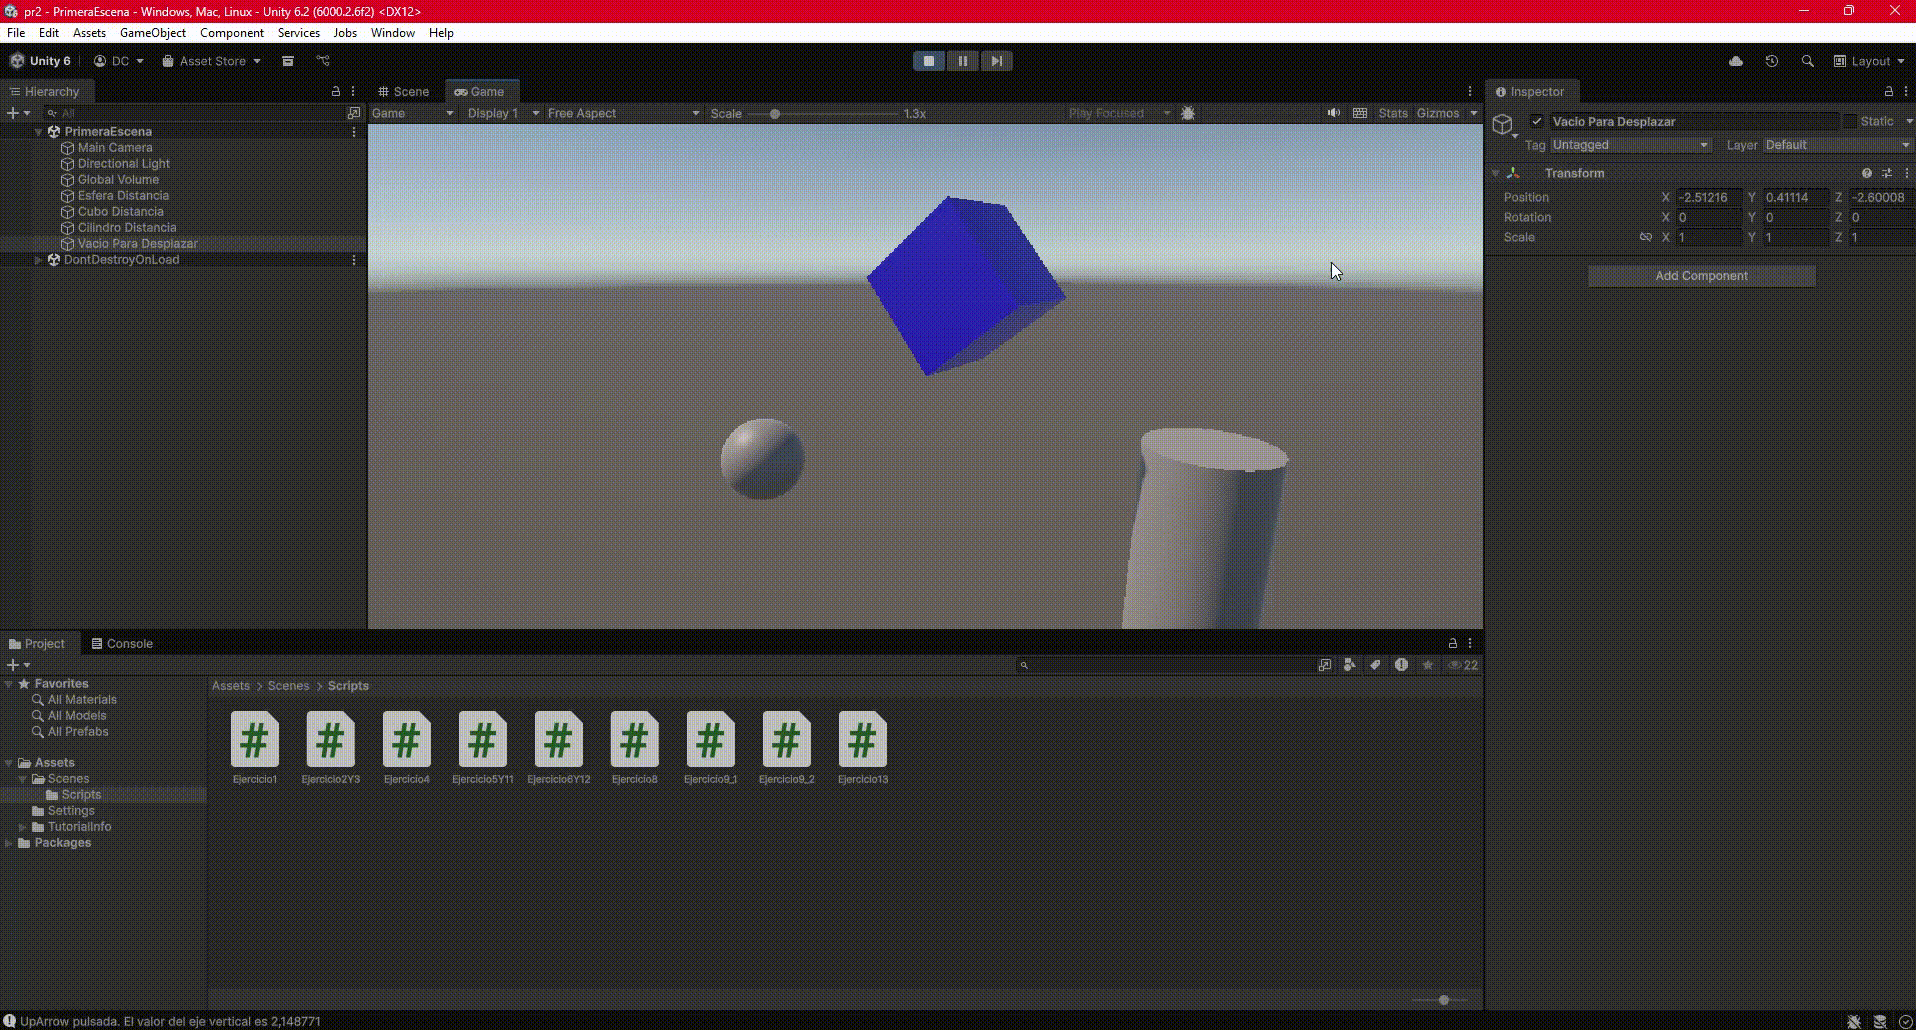 pr2 - PrimeraEscena - Windows, Mac, Linux - Unity 6.2 (6000.2.6f2) <DX12>
File Edit Assets GameObject Component Services Jobs Window Help
Unity 6 DC Asset Store Layout
Hierarchy
All
PrimeraEscena
Main Camera
Directional Light
Global Volume
Esfera Distancia
Cubo Distancia
Cilindro Distancia
Vacio Para Desplazar
DontDestroyOnLoad
Scene Game
Game Display 1 Free Aspect Scale 1.3x Play Focused Stats Gizmos
Inspector
Vacio Para Desplazar Static
Tag Untagged Layer Default
Transform
Position X -2.51216 Y 0.41114 Z -2.60008
Rotation X 0 Y 0 Z 0
Scale X 1 Y 1 Z 1
Add Component
Project Console
22
Favorites
All Materials
All Models
All Prefabs
Assets
Scenes
Scripts
Settings
TutorialInfo
Packages
Assets > Scenes > Scripts
# # # # # # # # #
Ejercicio1 Ejercicio2Y3 Ejercicio4 Ejercicio5Y11 Ejercicio6Y12 Ejercicio8 Ejercicio9_1 Ejercicio9_2 Ejercicio13
UpArrow pulsada. El valor del eje vertical es 2,148771